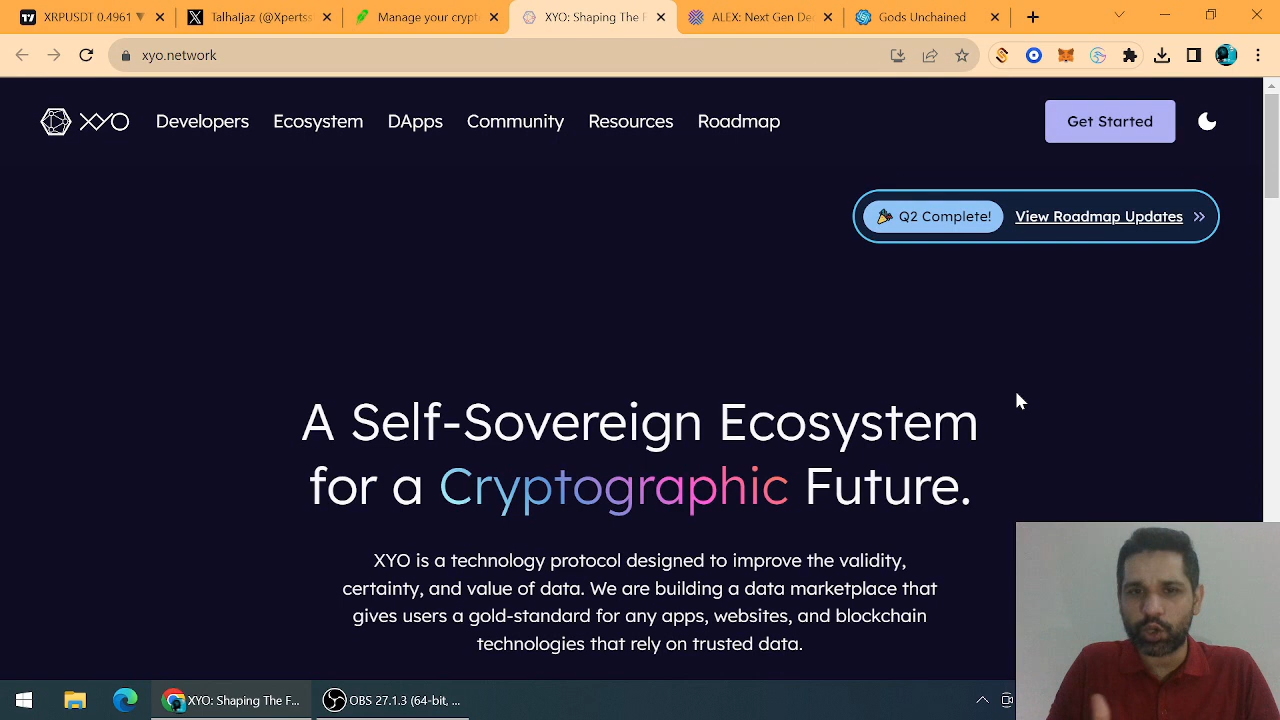 XRPUSDT 0.4961 ▼
TalhaIjaz (@Xpertss
Manage your crypt
XYO: Shaping The F
ALEX: Next Gen De
Gods Unchained
xyo.network
XYO
Developers
Ecosystem
DApps
Community
Resources
Roadmap
Get Started
Q2 Complete!
View Roadmap Updates
A Self-Sovereign Ecosystem
for a Cryptographic Future.
XYO is a technology protocol designed to improve the validity,
certainty, and value of data. We are building a data marketplace that
gives users a gold-standard for any apps, websites, and blockchain
technologies that rely on trusted data.
XYO: Shaping The F...
OBS 27.1.3 (64-bit, ...